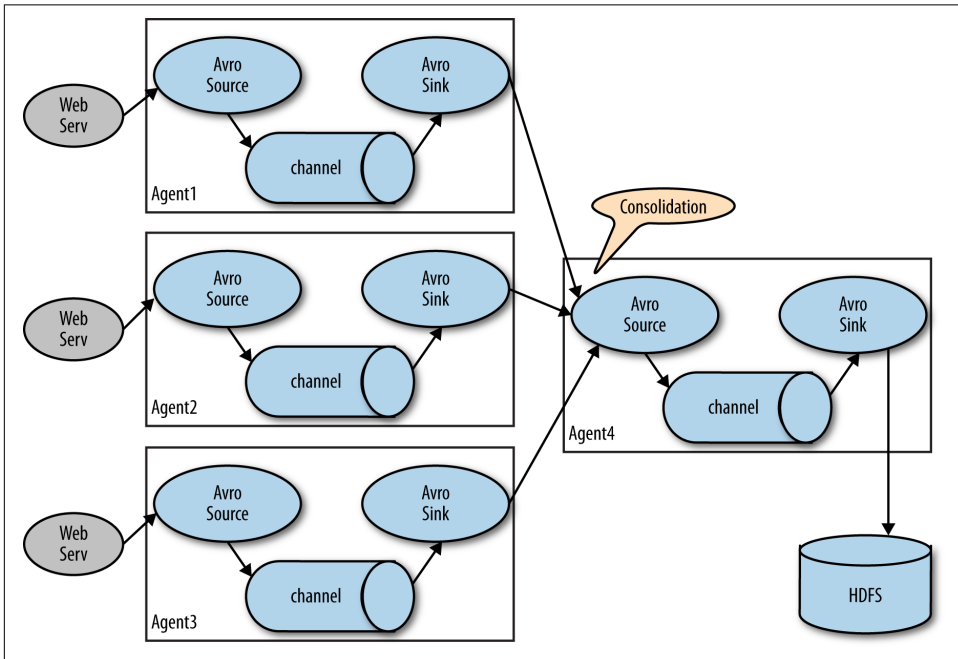 Web
Serv
Avro
Source
Avro
Sink
channel
Agent1
Web
Serv
Avro
Source
Avro
Sink
channel
Agent2
Web
Serv
Avro
Source
Avro
Sink
channel
Agent3
Consolidation
Avro
Source
Avro
Sink
channel
Agent4
HDFS